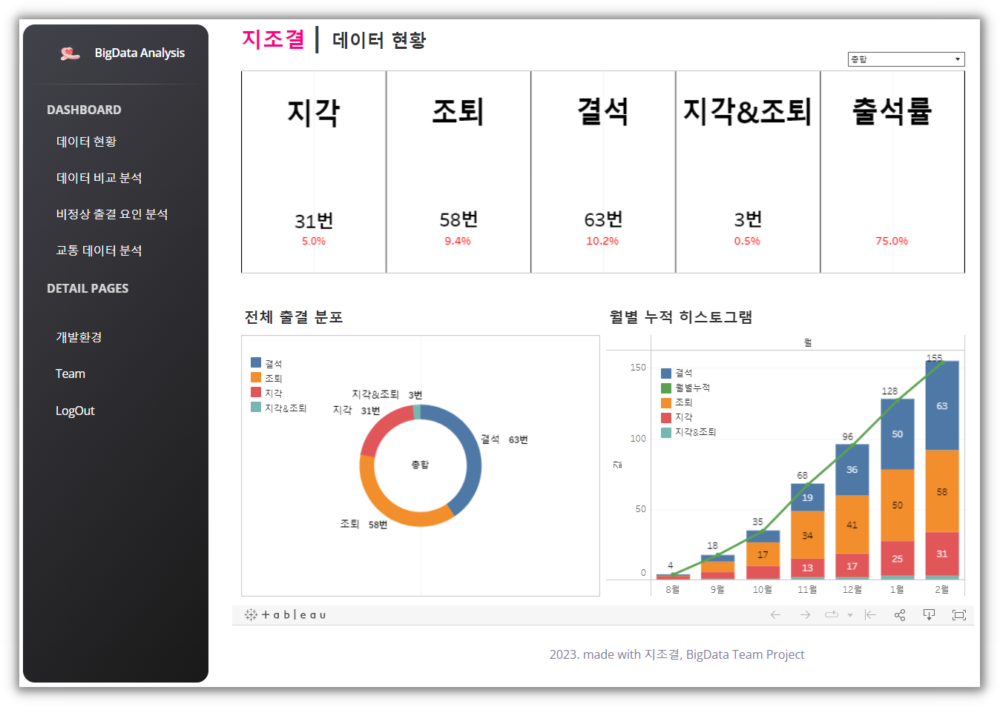 BigData Analysis
DASHBOARD
데이터 현황
데이터 비교 분석
비정상 출결 요인 분석
교통 데이터 분석
DETAIL PAGES
개발환경
Team
LogOut
지조결 | 데이터 현황
총합
지각 조퇴 결석 지각&조퇴 출석률
31번 58번 63번 3번
5.0% 9.4% 10.2% 0.5% 75.0%
전체 출결 분포
결석
조퇴
지각
지각&조퇴
지각&조퇴 3번
지각 31번
결석 63번
총합
조퇴 58번
월별 누적 히스토그램
월
결석
월별누적
조퇴
지각
지각&조퇴
값
150
100
50
0
4
18
35
17
68
19
34
13
96
36
41
17
128
50
50
25
155
63
58
31
8월 9월 10월 11월 12월 1월 2월
+ableau
2023. made with 지조결, BigData Team Project